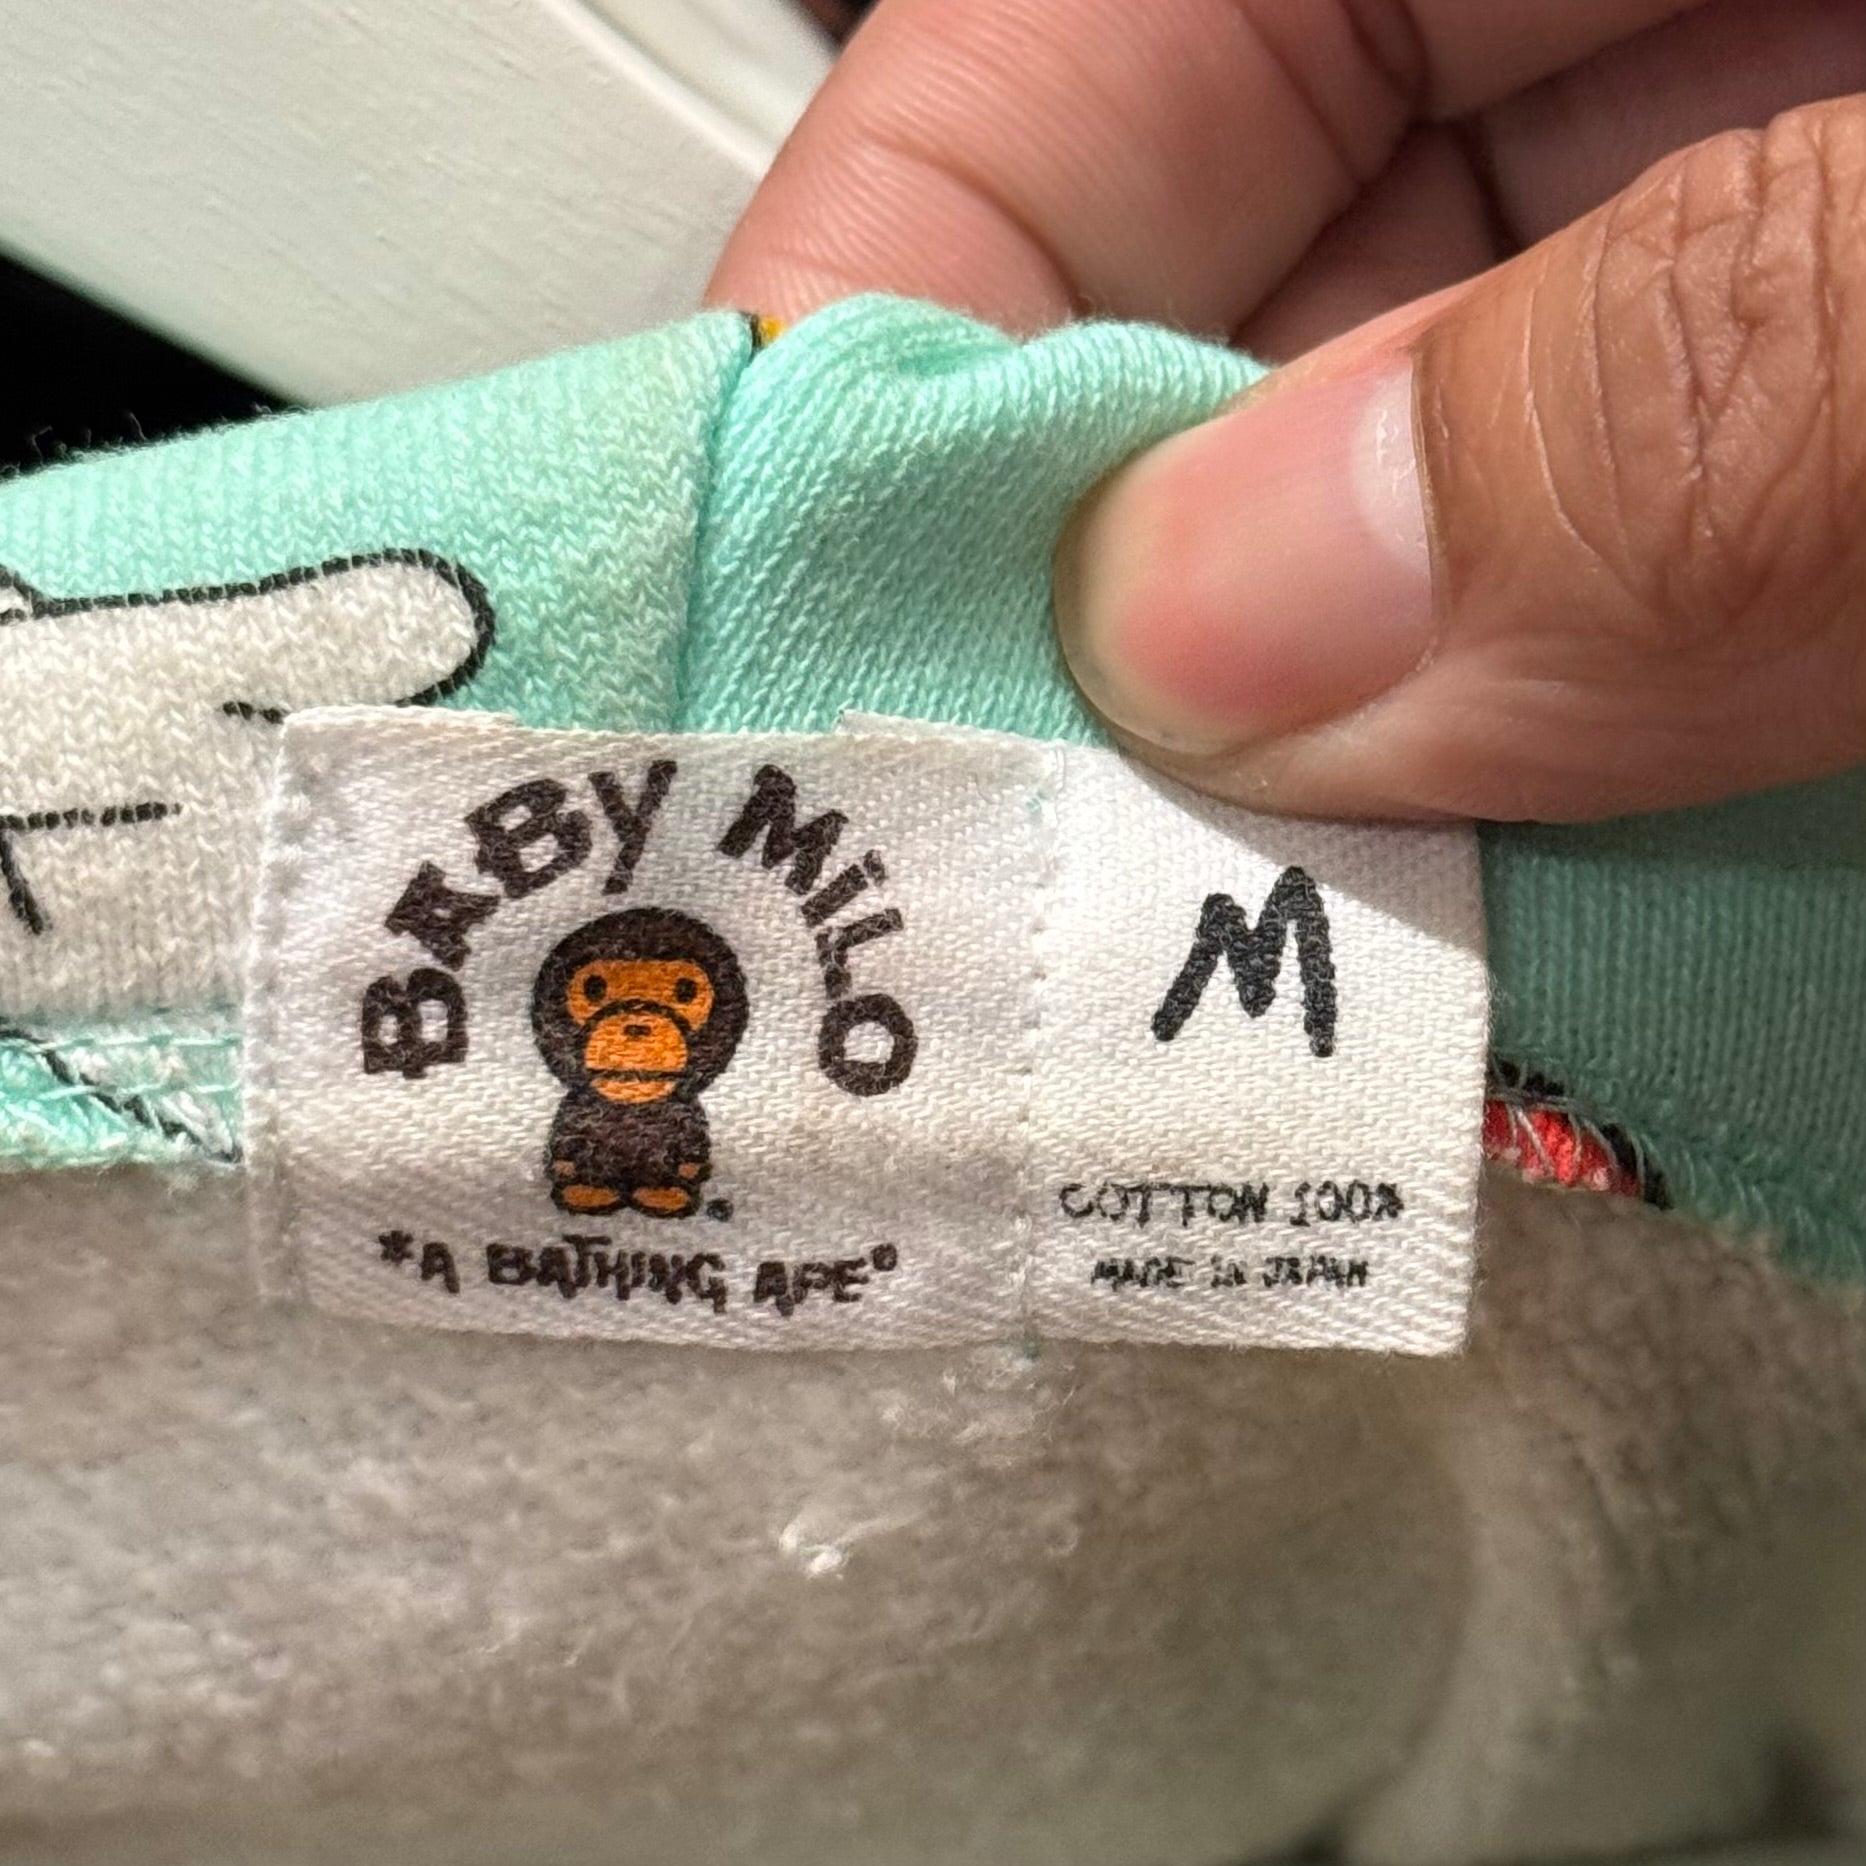 BABY MiLO
"A BATHING APE"
M
COTTON 100%
MADE IN JAPAN